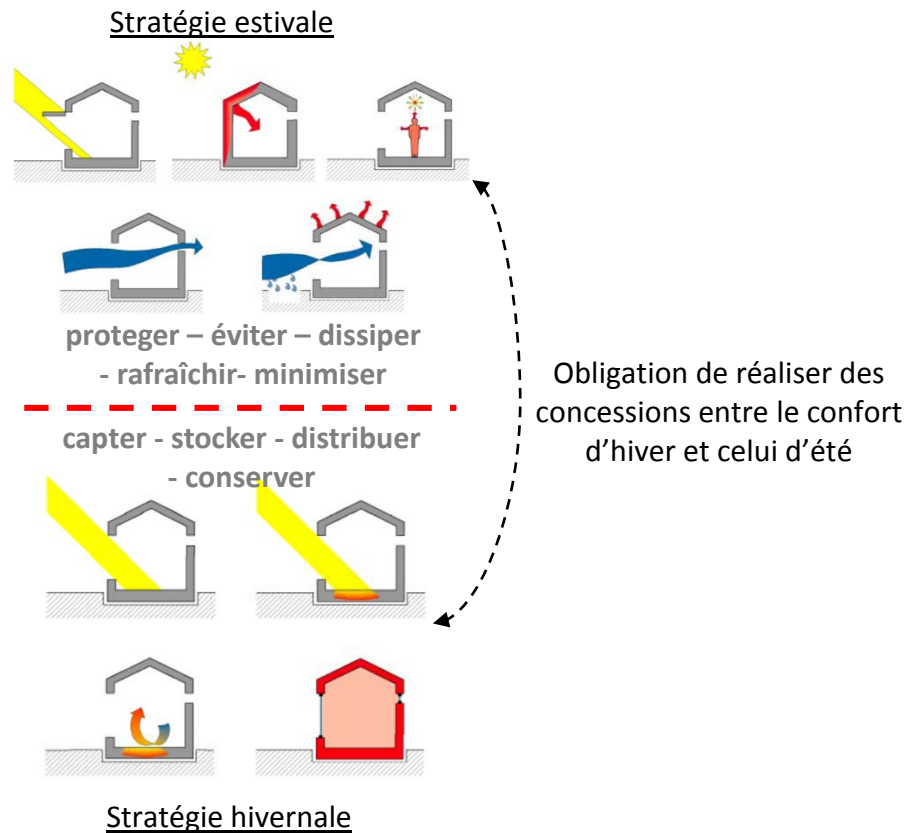 Stratégie estivale
proteger – éviter – dissiper
- rafraîchir- minimiser
capter - stocker - distribuer
- conserver
Obligation de réaliser des
concessions entre le confort
d’hiver et celui d’été
Stratégie hivernale